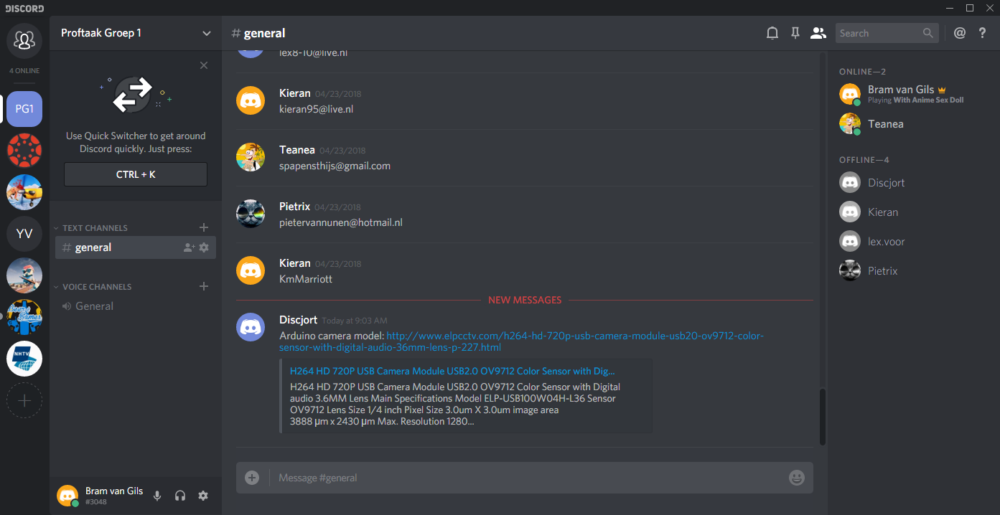 DISCORD
4 ONLINE
PG1
YV
Beer & Games
NHTV
Proftaak Groep 1
Use Quick Switcher to get around
Discord quickly. Just press:
CTRL + K
TEXT CHANNELS
# general
VOICE CHANNELS
General
Bram van Gils
#3048
# general
Search
@ ?
lex8-10@live.nl
Kieran 04/23/2018
kieran95@live.nl
Teanea 04/23/2018
spapensthijs@gmail.com
Pietrix 04/23/2018
pietervannunen@hotmail.nl
Kieran 04/23/2018
KmMarriott
NEW MESSAGES
Discjort Today at 9:03 AM
Arduino camera model: http://www.elpcctv.com/h264-hd-720p-usb-camera-module-usb20-ov9712-color-
sensor-with-digital-audio-36mm-lens-p-227.html
H264 HD 720P USB Camera Module USB2.0 OV9712 Color Sensor with Dig...
H264 HD 720P USB Camera Module USB2.0 OV9712 Color Sensor with Digital
audio 3.6MM Lens Main Specifications Model ELP-USB100W04H-L36 Sensor
OV9712 Lens Size 1/4 inch Pixel Size 3.0um X 3.0um image area
3888 μm x 2430 μm Max. Resolution 1280...
Message #general
ONLINE—2
Bram van Gils
Playing With Anime Sex Doll
Teanea
OFFLINE—4
Discjort
Kieran
lex.voor
Pietrix